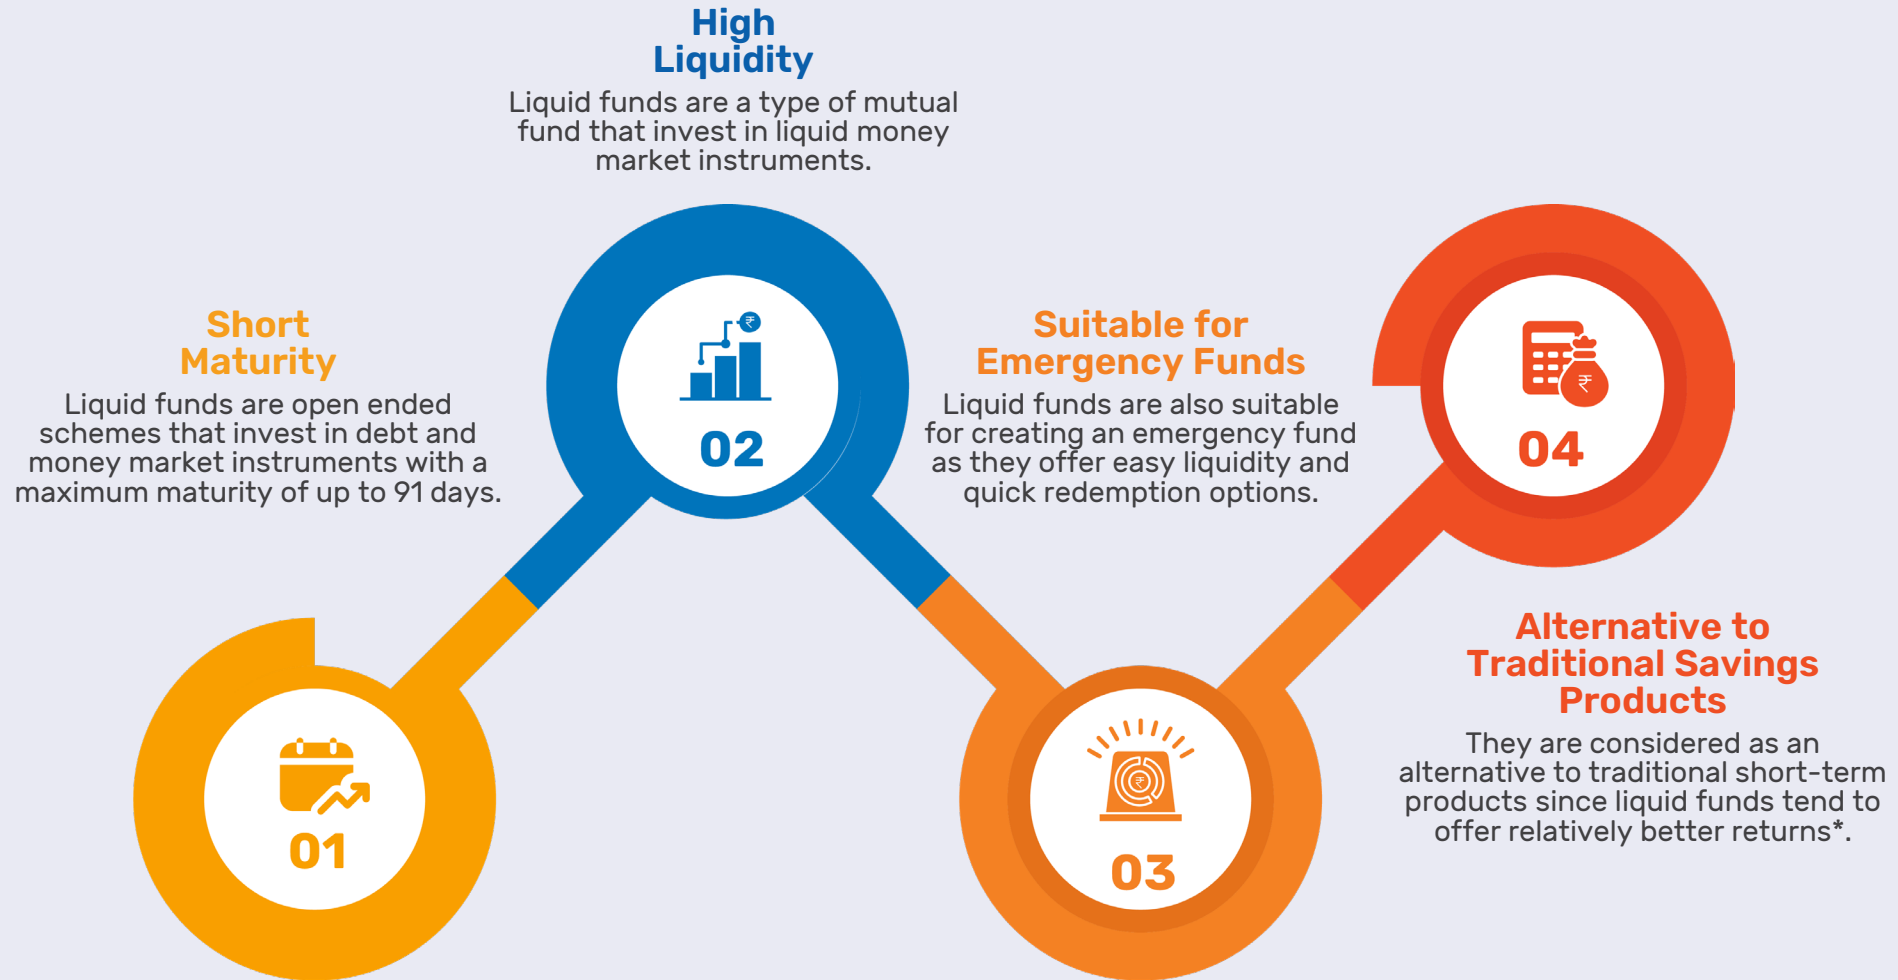 Short
Maturity
Liquid funds are open ended
schemes that invest in debt and
money market instruments with a
maximum maturity of up to 91 days.
01
High
Liquidity
Liquid funds are a type of mutual
fund that invest in liquid money
market instruments.
₹
02
Suitable for
Emergency Funds
Liquid funds are also suitable
for creating an emergency fund
as they offer easy liquidity and
quick redemption options.
₹
03
₹
04
Alternative to
Traditional Savings
Products
They are considered as an
alternative to traditional short-term
products since liquid funds tend to
offer relatively better returns*.